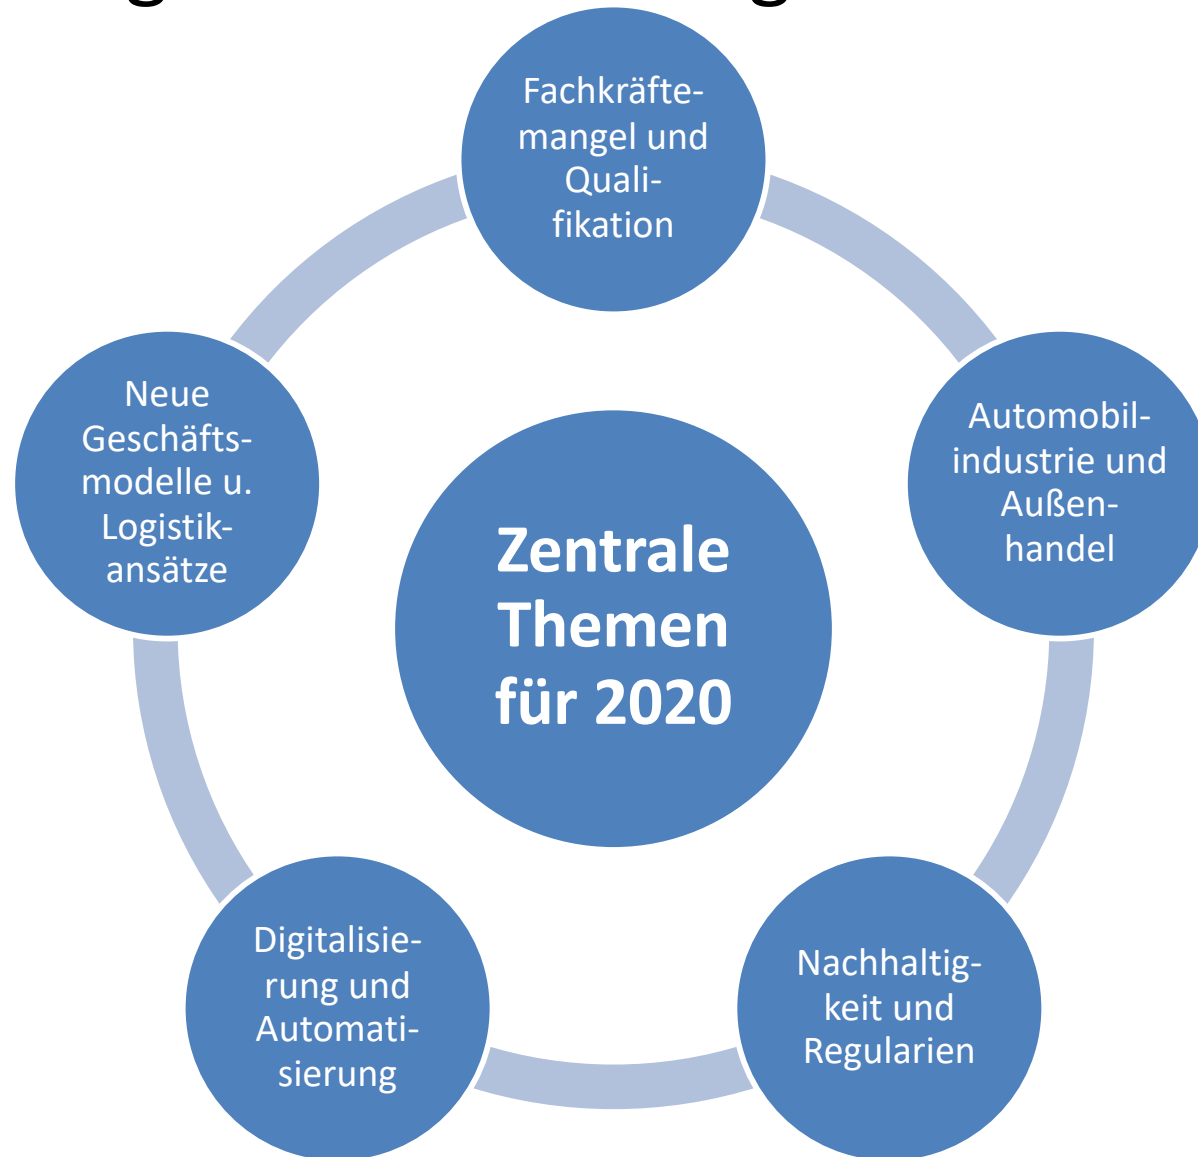 Fachkräfte-
mangel und
Quali-
fikation
Automobil-
industrie und
Außen-
handel
Nachhaltig-
keit und
Regularien
Digitalisie-
rung und
Automati-
sierung
Neue
Geschäfts-
modelle u.
Logistik-
ansätze
Zentrale
Themen
für 2020